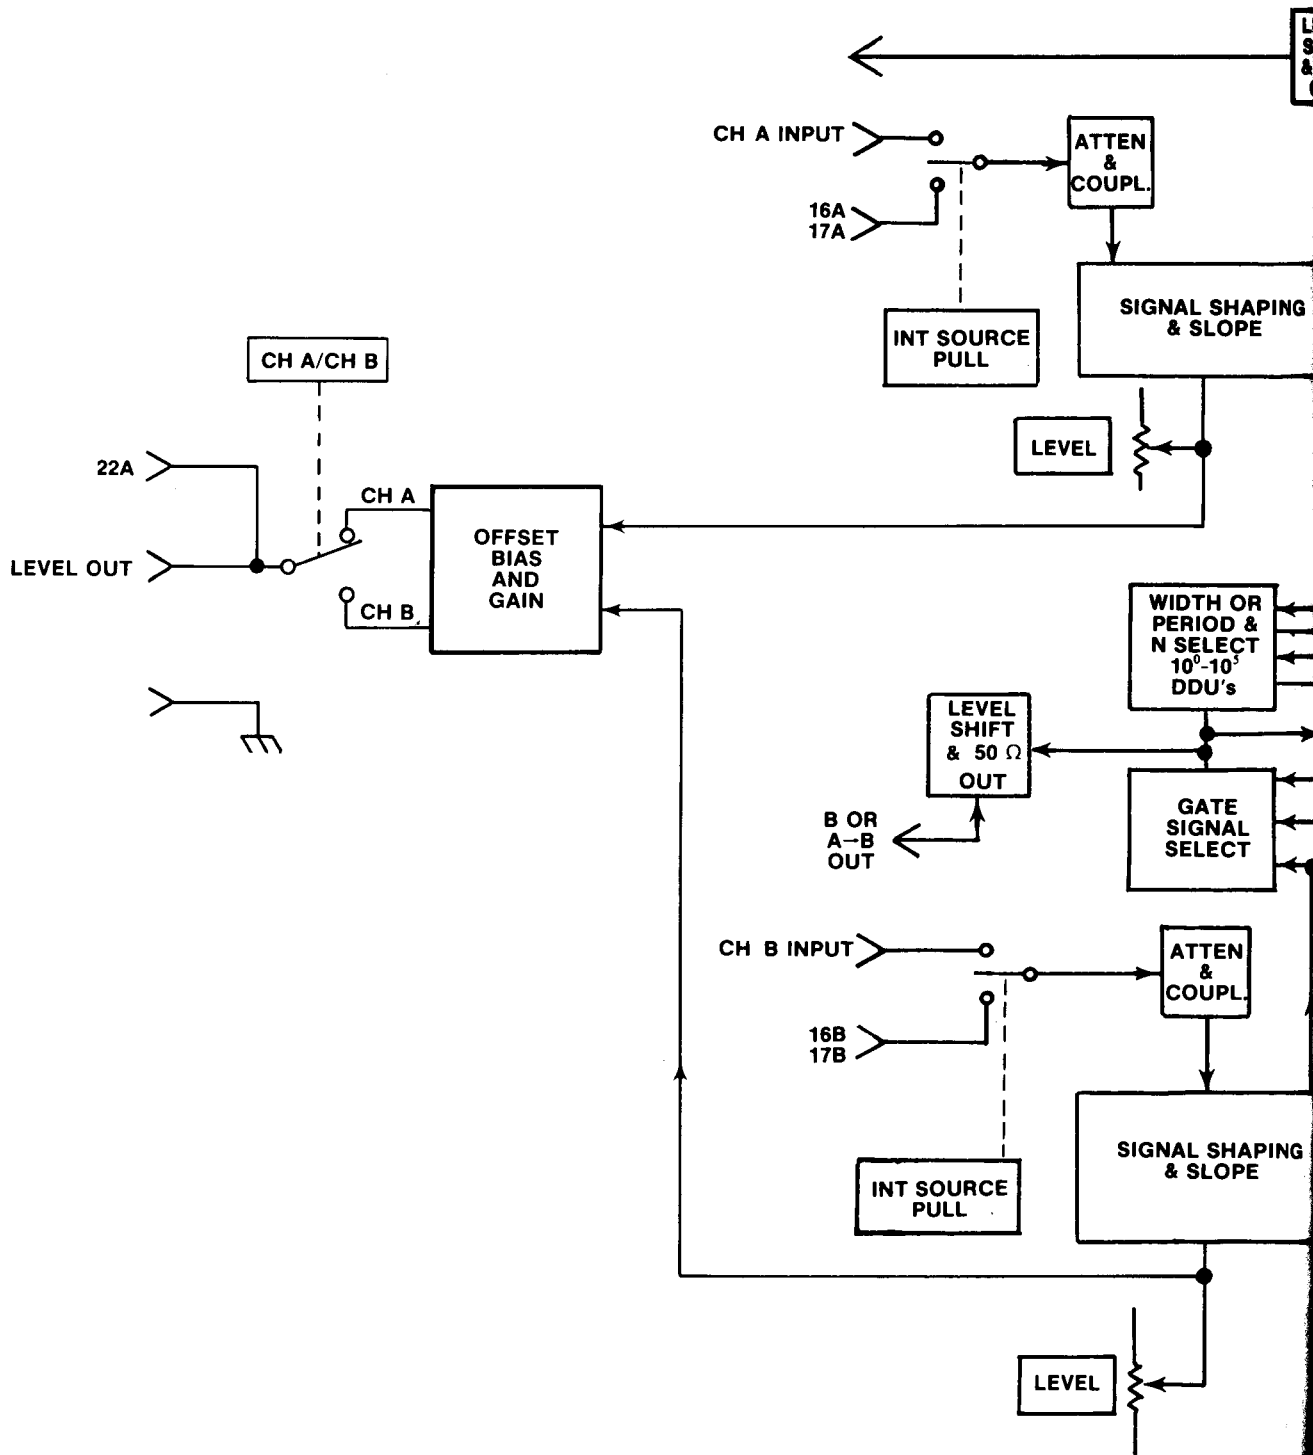 CH A INPUT
ATTEN
&
COUPL.
16A
17A
SIGNAL SHAPING
& SLOPE
INT SOURCE
PULL
CH A/CH B
LEVEL
22A
CH A
OFFSET
BIAS
AND
GAIN
LEVEL OUT
CH B
WIDTH OR
PERIOD &
N SELECT
10⁰-10⁵
DDU's
LEVEL
SHIFT
& 50 Ω
OUT
B OR
A→B
OUT
GATE
SIGNAL
SELECT
CH B INPUT
ATTEN
&
COUPL.
16B
17B
SIGNAL SHAPING
& SLOPE
INT SOURCE
PULL
LEVEL